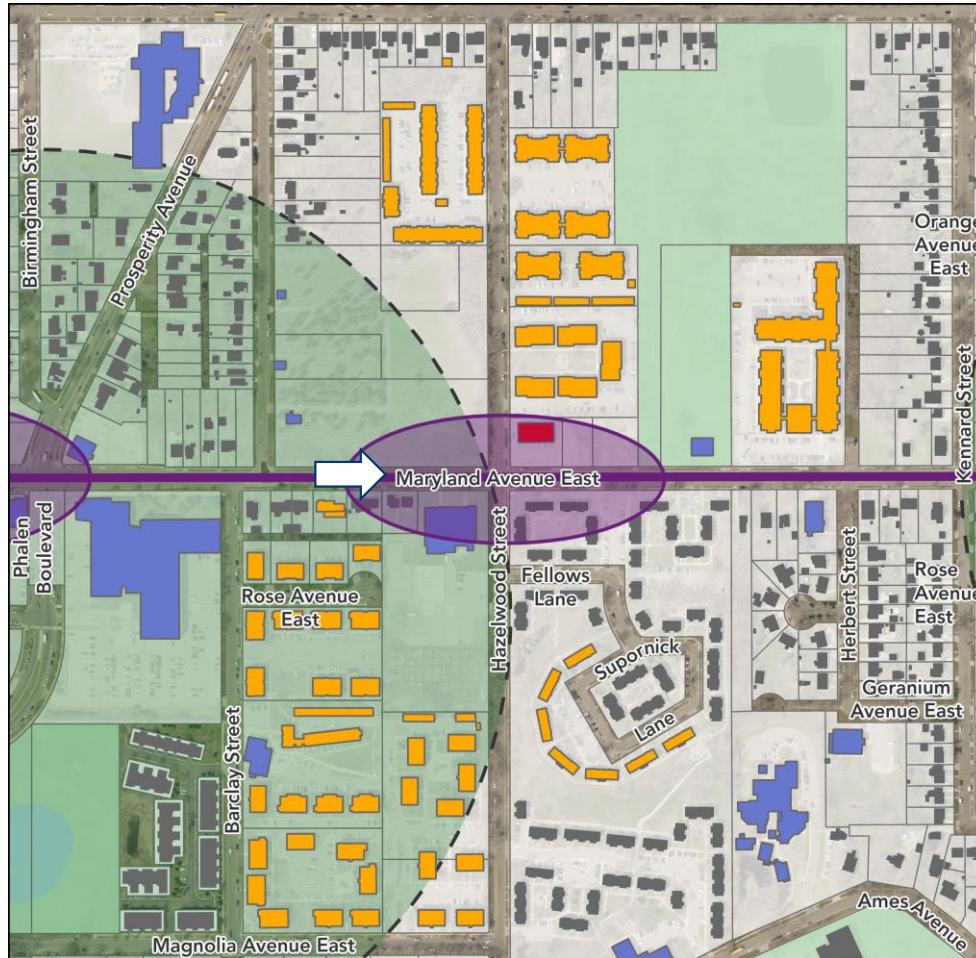 Birmingham Street
Prosperity Avenue
Orange
Avenue
East
Kennard Street
Maryland Avenue East
Phalen
Boulevard
Hazelwood Street
Fellows
Lane
Rose Avenue
East
Herbert Street
Rose
Avenue
East
Supornick
Lane
Geranium
Avenue East
Barclay Street
Ames Avenue
Magnolia Avenue East